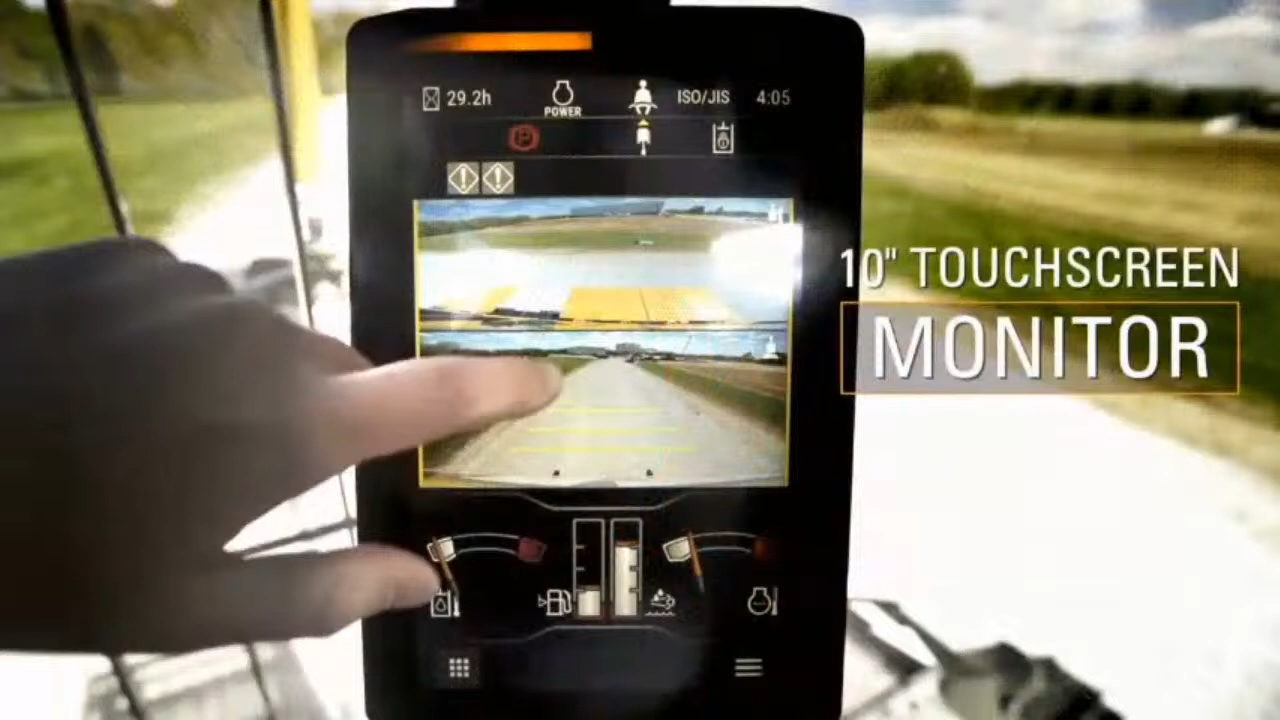 29.2h
POWER
ISO/JIS
4:05
P
10" TOUCHSCREEN
MONITOR